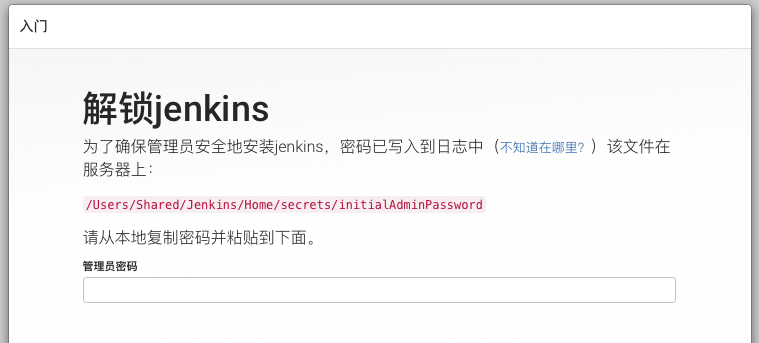 入门
解锁jenkins
为了确保管理员安全地安装jenkins，密码已写入到日志中（不知道在哪里？）该文件在
服务器上：
/Users/Shared/Jenkins/Home/secrets/initialAdminPassword
请从本地复制密码并粘贴到下面。
管理员密码